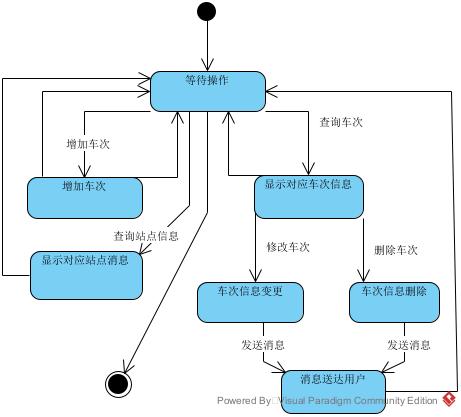 等待操作
查询车次
增加车次
增加车次
显示对应车次信息
查询站点信息
修改车次
删除车次
显示对应站点消息
车次信息变更
车次信息删除
发送消息
发送消息
消息送达用户
Powered By Visual Paradigm Community Edition